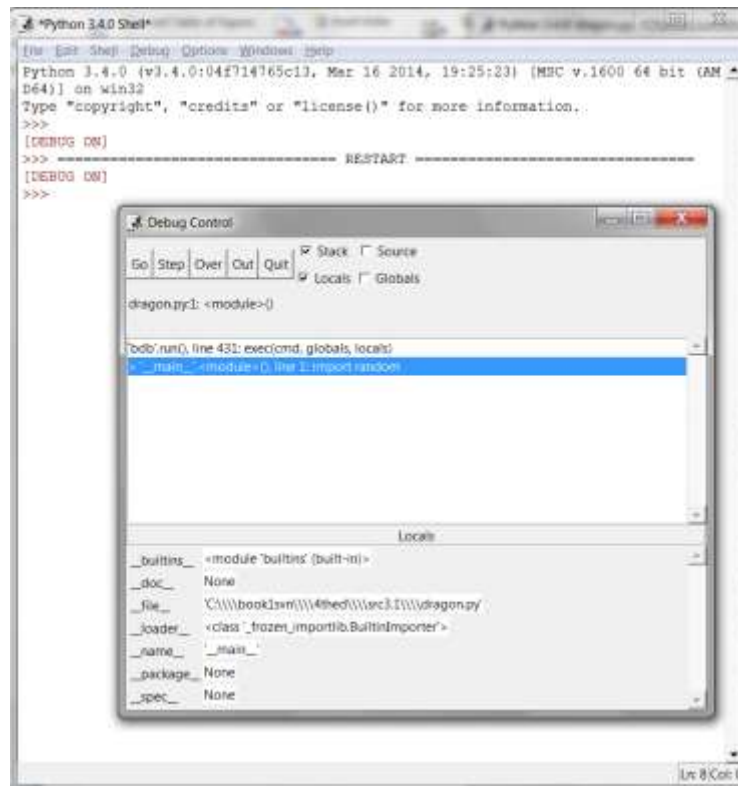 *Python 3.4.0 Shell*
File Edit Shell Debug Options Windows Help
Python 3.4.0 (v3.4.0:04f714765c13, Mar 16 2014, 19:25:23) [MSC v.1600 64 bit (AM
D64)] on win32
Type "copyright", "credits" or "license()" for more information.
>>>
[DEBUG ON]
>>> ================================ RESTART ================================
[DEBUG ON]
>>>
Debug Control
Go Step Over Out Quit Stack Source
Locals Globals
dragon.py:1: <module>()
'bdb'.run(), line 431: exec(cmd, globals, locals)
> '__main__'.<module>(), line 1: import random
Locals
__builtins__ <module 'builtins' (built-in)>
__doc__ None
__file__ 'C:\\\\book1svn\\\\4thed\\\\src3.1\\\\dragon.py'
__loader__ <class '_frozen_importlib.BuiltinImporter'>
__name__ '__main__'
__package__ None
__spec__ None
Ln: 8 Col: